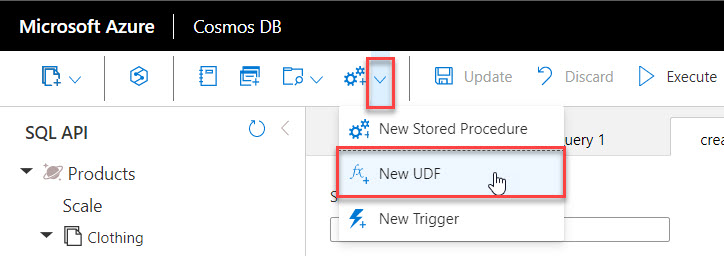 Microsoft Azure Cosmos DB
Update Discard Execute
SQL API
New Stored Procedure
uery 1
crea
Products
New UDF
Scale
S
New Trigger
Clothing